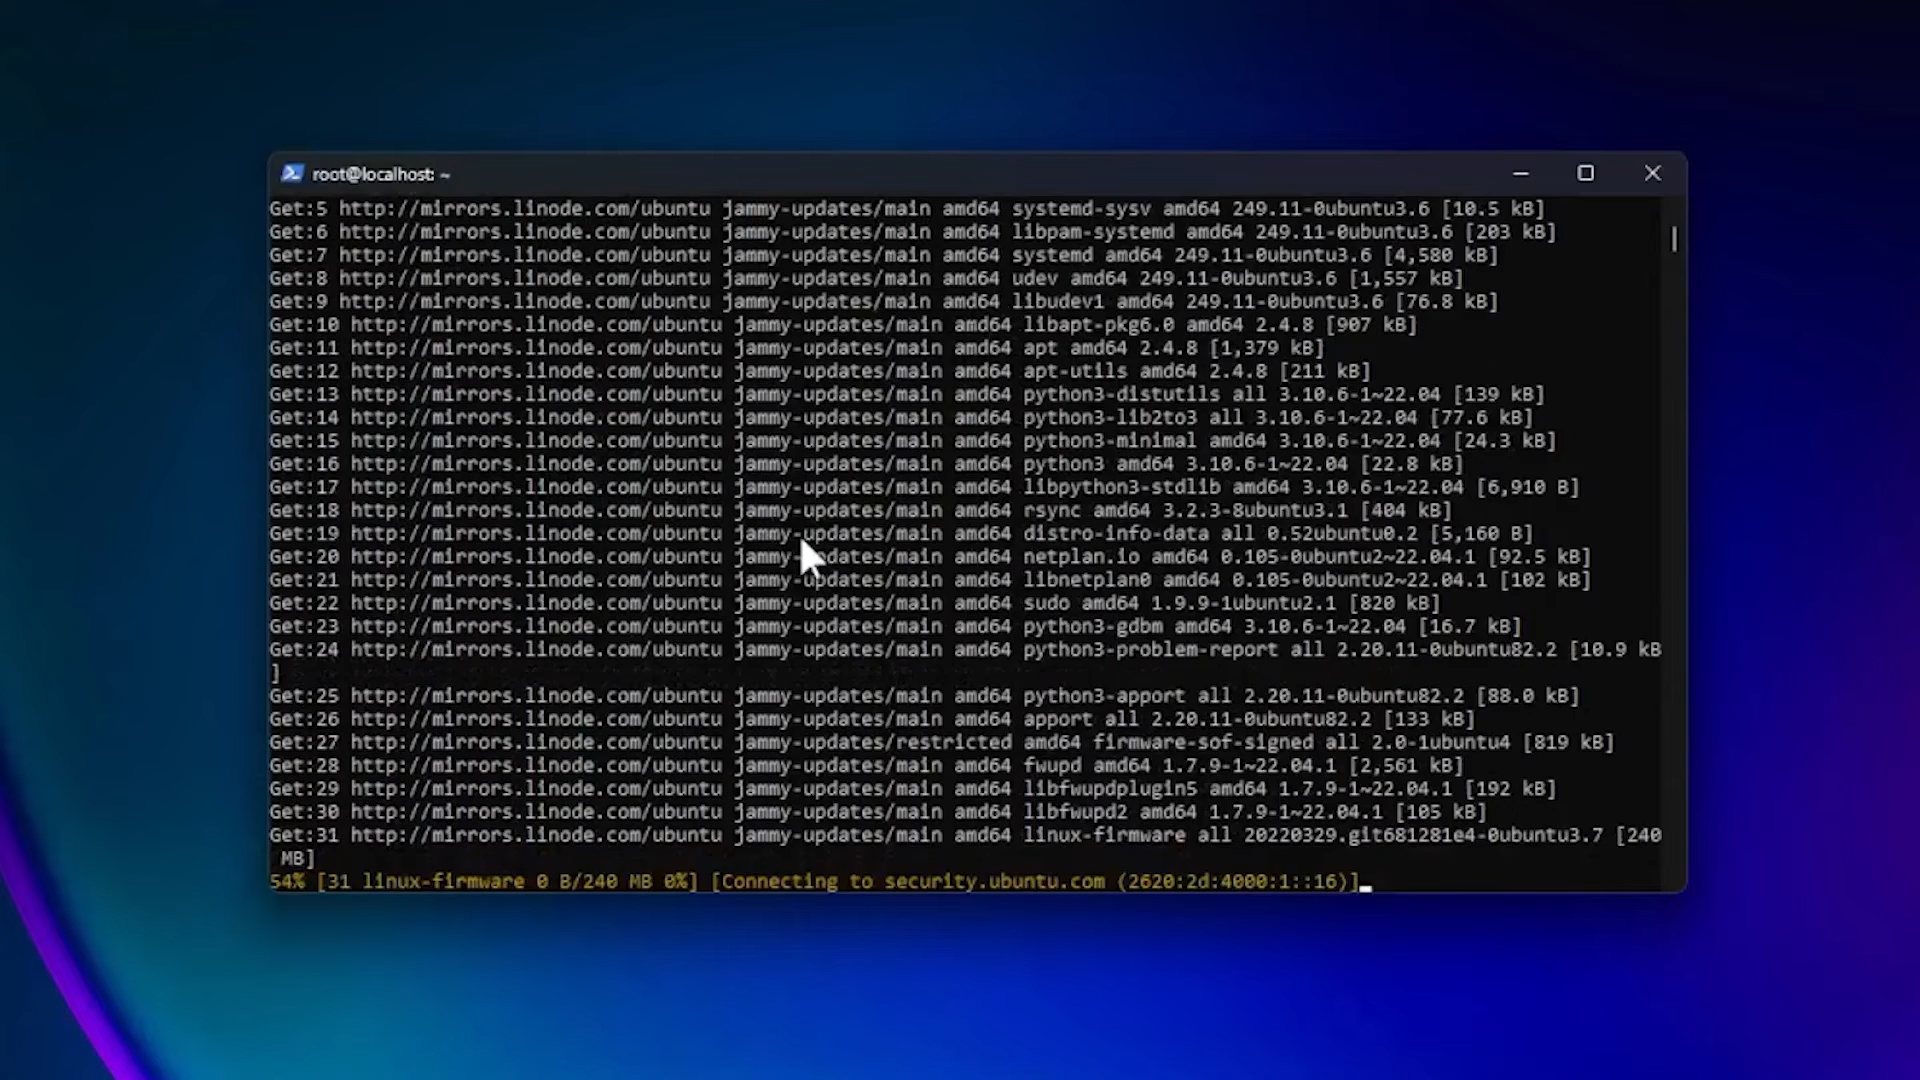 root@localhost: ~
Get:5 http://mirrors.linode.com/ubuntu jammy-updates/main amd64 systemd-sysv amd64 249.11-0ubuntu3.6 [10.5 kB]
Get:6 http://mirrors.linode.com/ubuntu jammy-updates/main amd64 libpam-systemd amd64 249.11-0ubuntu3.6 [203 kB]
Get:7 http://mirrors.linode.com/ubuntu jammy-updates/main amd64 systemd amd64 249.11-0ubuntu3.6 [4,580 kB]
Get:8 http://mirrors.linode.com/ubuntu jammy-updates/main amd64 udev amd64 249.11-0ubuntu3.6 [1,557 kB]
Get:9 http://mirrors.linode.com/ubuntu jammy-updates/main amd64 libudev1 amd64 249.11-0ubuntu3.6 [76.8 kB]
Get:10 http://mirrors.linode.com/ubuntu jammy-updates/main amd64 libapt-pkg6.0 amd64 2.4.8 [907 kB]
Get:11 http://mirrors.linode.com/ubuntu jammy-updates/main amd64 apt amd64 2.4.8 [1,379 kB]
Get:12 http://mirrors.linode.com/ubuntu jammy-updates/main amd64 apt-utils amd64 2.4.8 [211 kB]
Get:13 http://mirrors.linode.com/ubuntu jammy-updates/main amd64 python3-distutils all 3.10.6-1~22.04 [139 kB]
Get:14 http://mirrors.linode.com/ubuntu jammy-updates/main amd64 python3-lib2to3 all 3.10.6-1~22.04 [77.6 kB]
Get:15 http://mirrors.linode.com/ubuntu jammy-updates/main amd64 python3-minimal amd64 3.10.6-1~22.04 [24.3 kB]
Get:16 http://mirrors.linode.com/ubuntu jammy-updates/main amd64 python3 amd64 3.10.6-1~22.04 [22.8 kB]
Get:17 http://mirrors.linode.com/ubuntu jammy-updates/main amd64 libpython3-stdlib amd64 3.10.6-1~22.04 [6,910 B]
Get:18 http://mirrors.linode.com/ubuntu jammy-updates/main amd64 rsync amd64 3.2.3-8ubuntu3.1 [404 kB]
Get:19 http://mirrors.linode.com/ubuntu jammy-updates/main amd64 distro-info-data all 0.52ubuntu0.2 [5,160 B]
Get:20 http://mirrors.linode.com/ubuntu jammy-updates/main amd64 netplan.io amd64 0.105-0ubuntu2~22.04.1 [92.5 kB]
Get:21 http://mirrors.linode.com/ubuntu jammy-updates/main amd64 libnetplan0 amd64 0.105-0ubuntu2~22.04.1 [102 kB]
Get:22 http://mirrors.linode.com/ubuntu jammy-updates/main amd64 sudo amd64 1.9.9-1ubuntu2.1 [820 kB]
Get:23 http://mirrors.linode.com/ubuntu jammy-updates/main amd64 python3-gdbm amd64 3.10.6-1~22.04 [16.7 kB]
Get:24 http://mirrors.linode.com/ubuntu jammy-updates/main amd64 python3-problem-report all 2.20.11-0ubuntu82.2 [10.9 kB
]
Get:25 http://mirrors.linode.com/ubuntu jammy-updates/main amd64 python3-apport all 2.20.11-0ubuntu82.2 [88.0 kB]
Get:26 http://mirrors.linode.com/ubuntu jammy-updates/main amd64 apport all 2.20.11-0ubuntu82.2 [133 kB]
Get:27 http://mirrors.linode.com/ubuntu jammy-updates/restricted amd64 firmware-sof-signed all 2.0-1ubuntu4 [819 kB]
Get:28 http://mirrors.linode.com/ubuntu jammy-updates/main amd64 fwupd amd64 1.7.9-1~22.04.1 [2,561 kB]
Get:29 http://mirrors.linode.com/ubuntu jammy-updates/main amd64 libfwupdplugin5 amd64 1.7.9-1~22.04.1 [192 kB]
Get:30 http://mirrors.linode.com/ubuntu jammy-updates/main amd64 libfwupd2 amd64 1.7.9-1~22.04.1 [105 kB]
Get:31 http://mirrors.linode.com/ubuntu jammy-updates/main amd64 linux-firmware all 20220329.git681281e4-0ubuntu3.7 [240
MB]
54% [31 linux-firmware 0 B/240 MB 0%] [Connecting to security.ubuntu.com (2620:2d:4000:1::16)]